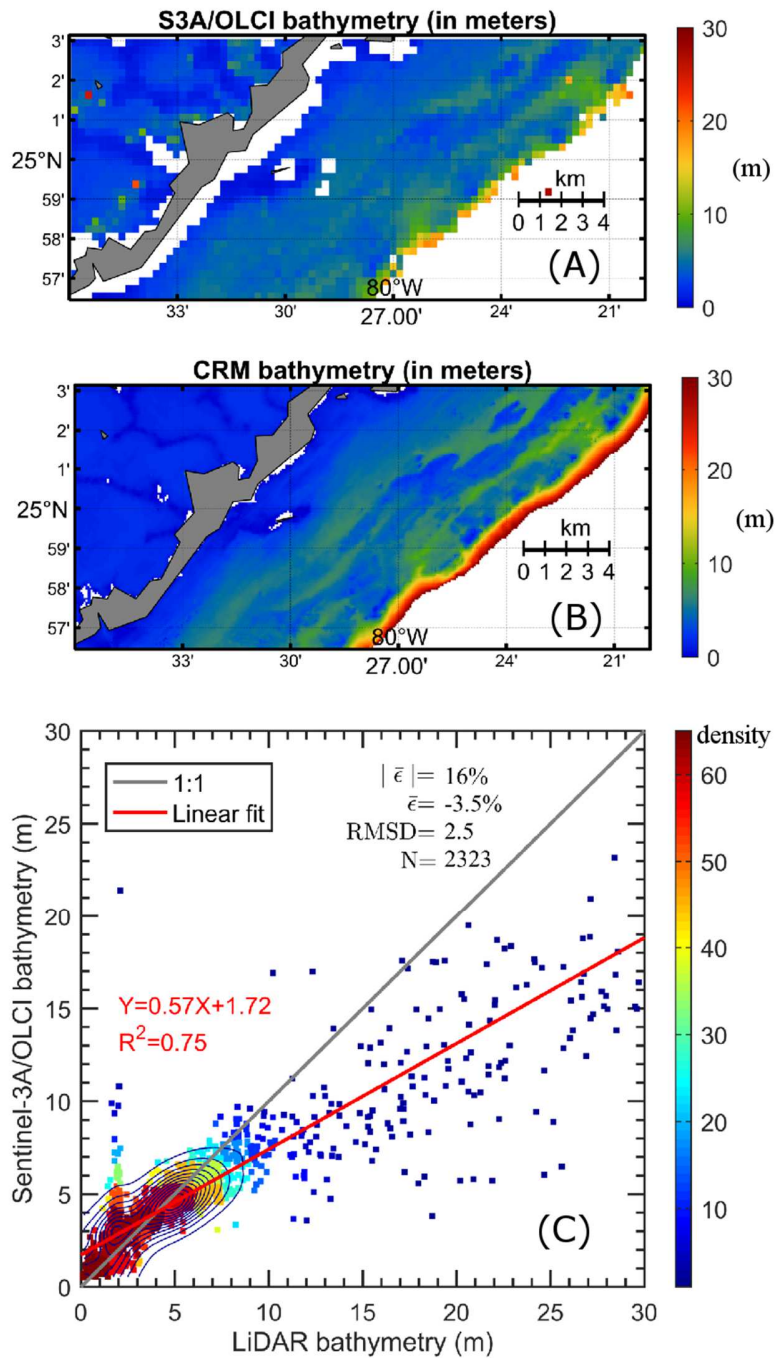 S3A/OLCI bathymetry (in meters)
3'
2'
1'
25°N
59'
58'
57'
33'
30'
80°W
27.00'
24'
21'
km
0 1 2 3 4
(A)
30
20
10
0
(m)
CRM bathymetry (in meters)
3'
2'
1'
25°N
59'
58'
57'
33'
30'
80°W
27.00'
24'
21'
km
0 1 2 3 4
(B)
30
20
10
0
(m)
Sentinel-3A/OLCI bathymetry (m)
30
25
20
15
10
5
0
1:1
Linear fit
| ϵ̄ |= 16%
ϵ̄= -3.5%
RMSD= 2.5
N= 2323
Y=0.57X+1.72
R²=0.75
(C)
0 5 10 15 20 25 30
LiDAR bathymetry (m)
density
60
50
40
30
20
10